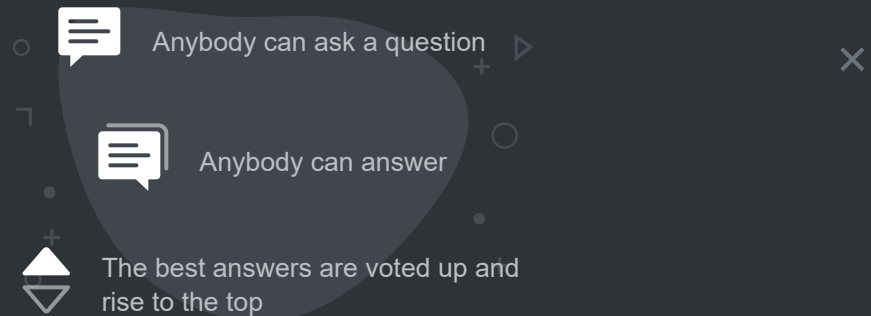 Anybody can ask a question
Anybody can answer
The best answers are voted up and
rise to the top